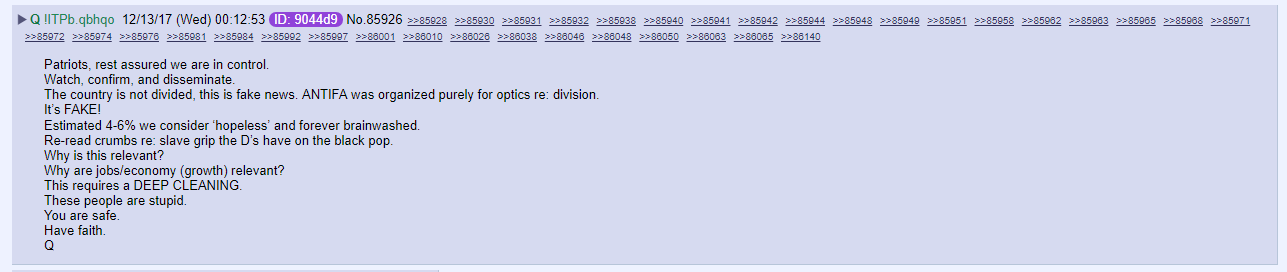 ▶Q !ITPb.qbhqo 12/13/17 (Wed) 00:12:53 ID: 9044d9 No.85926 >>85928 >>85930 >>85931 >>85932 >>85938 >>85940 >>85941 >>85942 >>85944 >>85948 >>85949 >>85951 >>85958 >>85962 >>85963 >>85965 >>85968 >>85971
>>85972 >>85974 >>85976 >>85981 >>85984 >>85992 >>85997 >>86001 >>86010 >>86026 >>86038 >>86046 >>86048 >>86050 >>86063 >>86065 >>86140
Patriots, rest assured we are in control.
Watch, confirm, and disseminate.
The country is not divided, this is fake news. ANTIFA was organized purely for optics re: division.
It's FAKE!
Estimated 4-6% we consider ‘hopeless’ and forever brainwashed.
Re-read crumbs re: slave grip the D's have on the black pop.
Why is this relevant?
Why are jobs/economy (growth) relevant?
This requires a DEEP CLEANING.
These people are stupid.
You are safe.
Have faith.
Q